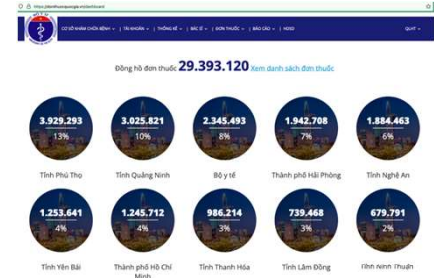 CƠ SỞ KHÁM CHỮA BỆNH | TÀI KHOẢN | THỐNG KÊ | BÁC SĨ | ĐƠN THUỐC | BÁO CÁO | HDSD
Đồng hồ đơn thuốc 29.393.120 Xem danh sách đơn thuốc
3.929.293 3.025.821 2.345.493 1.942.708 1.884.463
13% 10% 8% 7% 6%
Tỉnh Phú Thọ Tỉnh Quảng Ninh Bộ y tế Thành phố Hải Phòng Tỉnh Nghệ An
1.253.641 1.245.712 986.214 739.468 679.791
4% 4% 3% 3% 2%
Tỉnh Yên Bái Thành phố Hồ Chí Minh Tỉnh Thanh Hóa Tỉnh Lâm Đồng Tỉnh Ninh Thuận